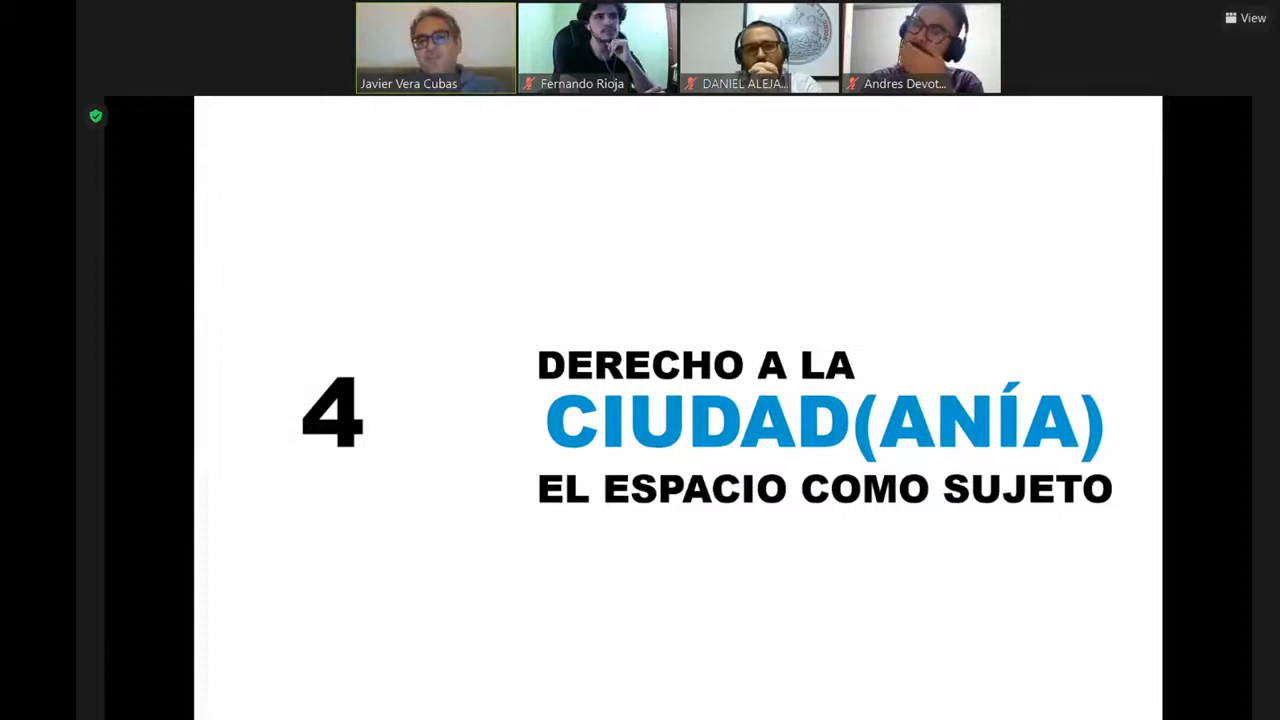 View
Javier Vera Cubas
Fernando Rioja
DANIEL ALEJA...
Andres Devot...
4
DERECHO A LA
CIUDAD(ANÍA)
EL ESPACIO COMO SUJETO